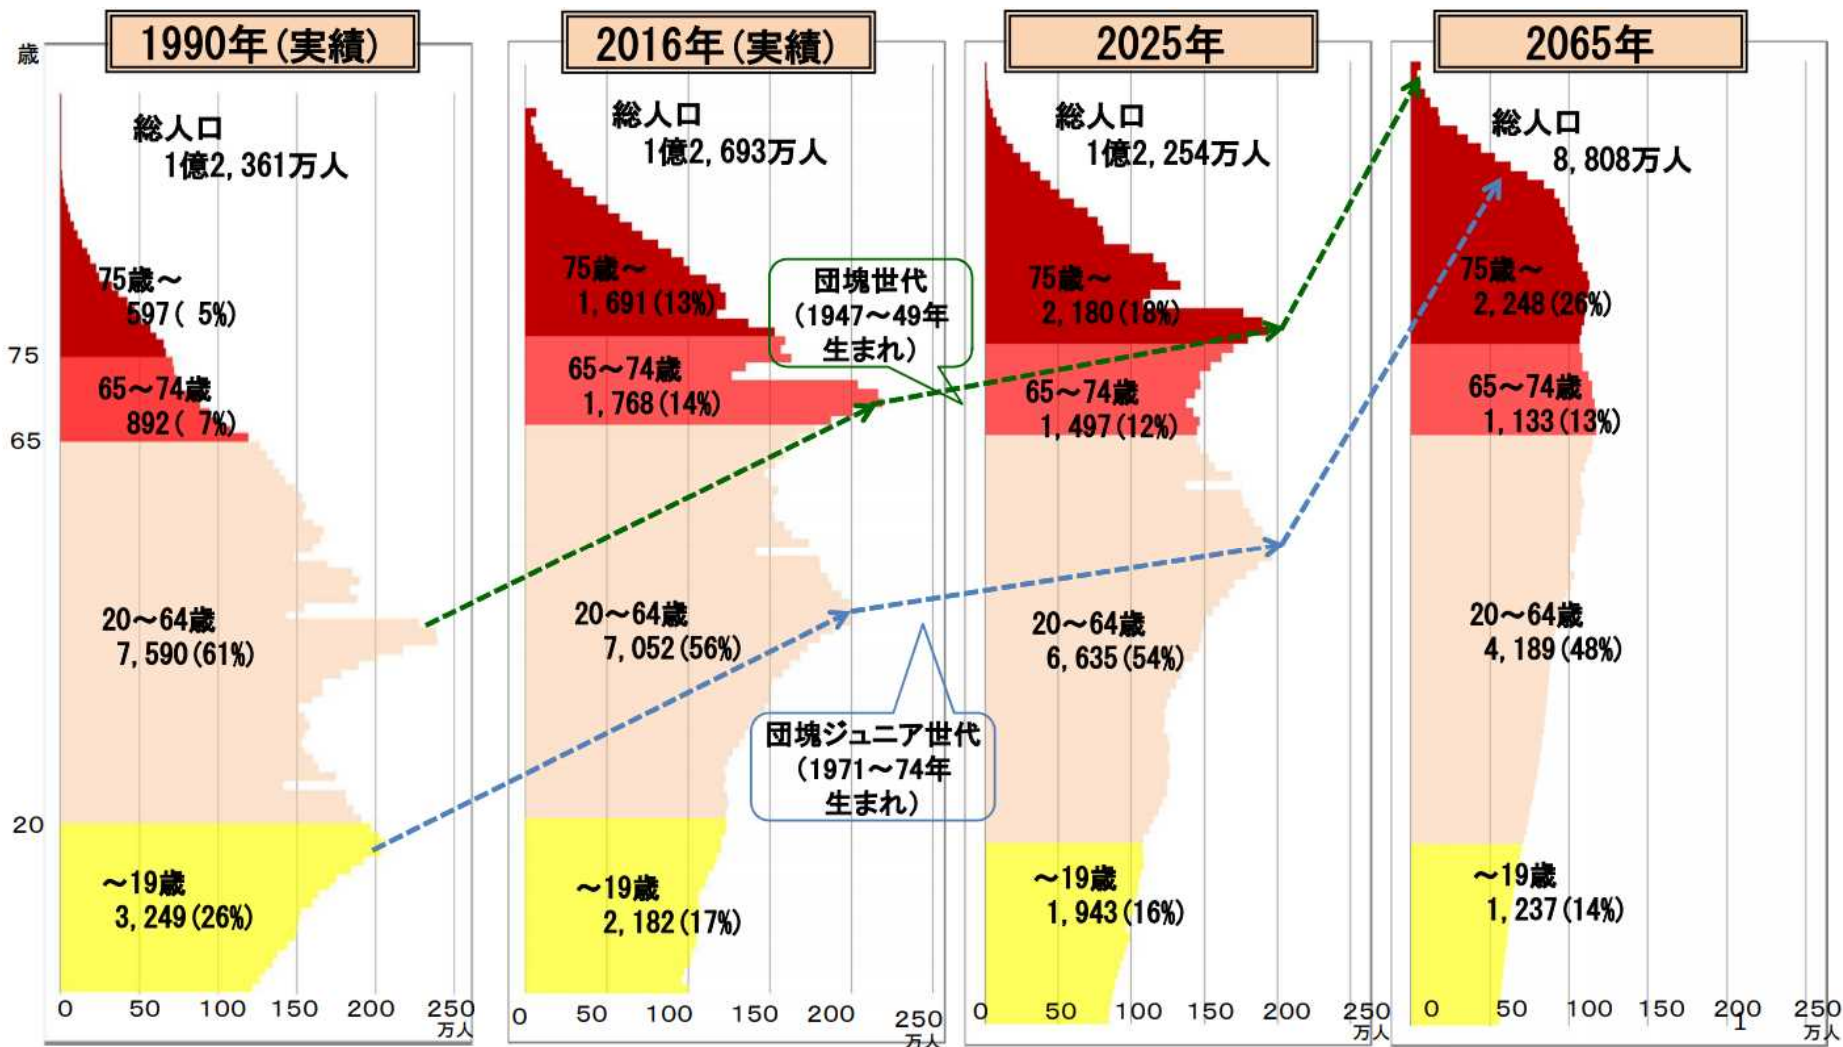 歳
1990年(実績)
総人口
1億2,361万人
75歳～
597( 5%)
75
65～74歳
892( 7%)
65
20～64歳
7,590(61%)
20
～19歳
3,249(26%)
0 50 100 150 200 250
万人
2016年(実績)
総人口
1億2,693万人
75歳～
1,691(13%)
65～74歳
1,768(14%)
20～64歳
7,052(56%)
～19歳
2,182(17%)
0 50 100 150 200 250
万人
団塊世代
(1947～49年
生まれ)
団塊ジュニア世代
(1971～74年
生まれ)
2025年
総人口
1億2,254万人
75歳～
2,180(18%)
65～74歳
1,497(12%)
20～64歳
6,635(54%)
～19歳
1,943(16%)
0 50 100 150 200 250
万人
2065年
総人口
8,808万人
75歳～
2,248(26%)
65～74歳
1,133(13%)
20～64歳
4,189(48%)
～19歳
1,237(14%)
0 50 100 150 200 250
万人
1